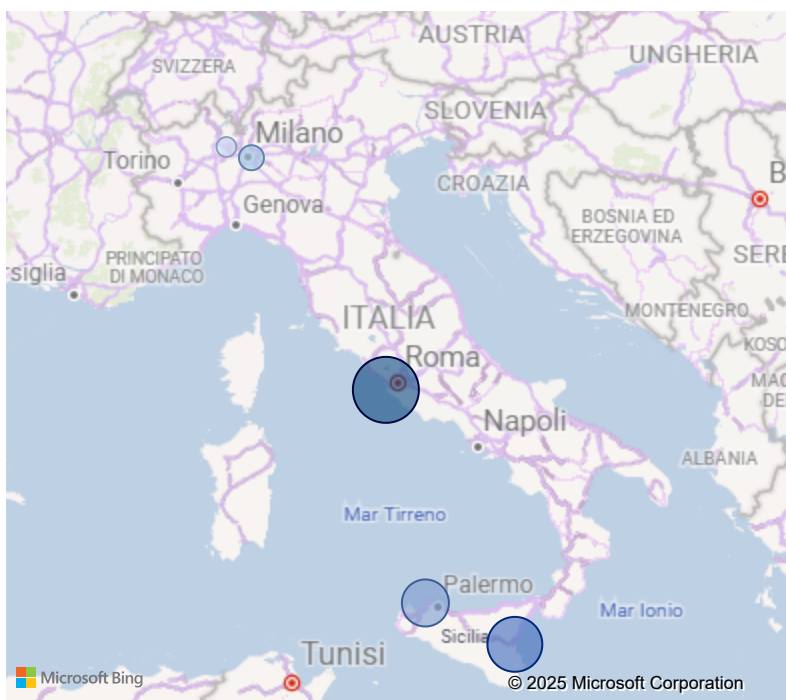 AUSTRIA
UNGHERIA
SVIZZERA
SLOVENIA
Milano
Torino
CROAZIA
B
Genova
BOSNIA ED
ERZEGOVINA
SERE
PRINCIPATO
DI MONACO
rsiglia
MONTENEGRO
ITALIA
KOSO
Roma
MAC
DE
Napoli
ALBANIA
Mar Tirreno
Palermo
Mar Ionio
Sicilia
Tunisi
Microsoft Bing
© 2025 Microsoft Corporation